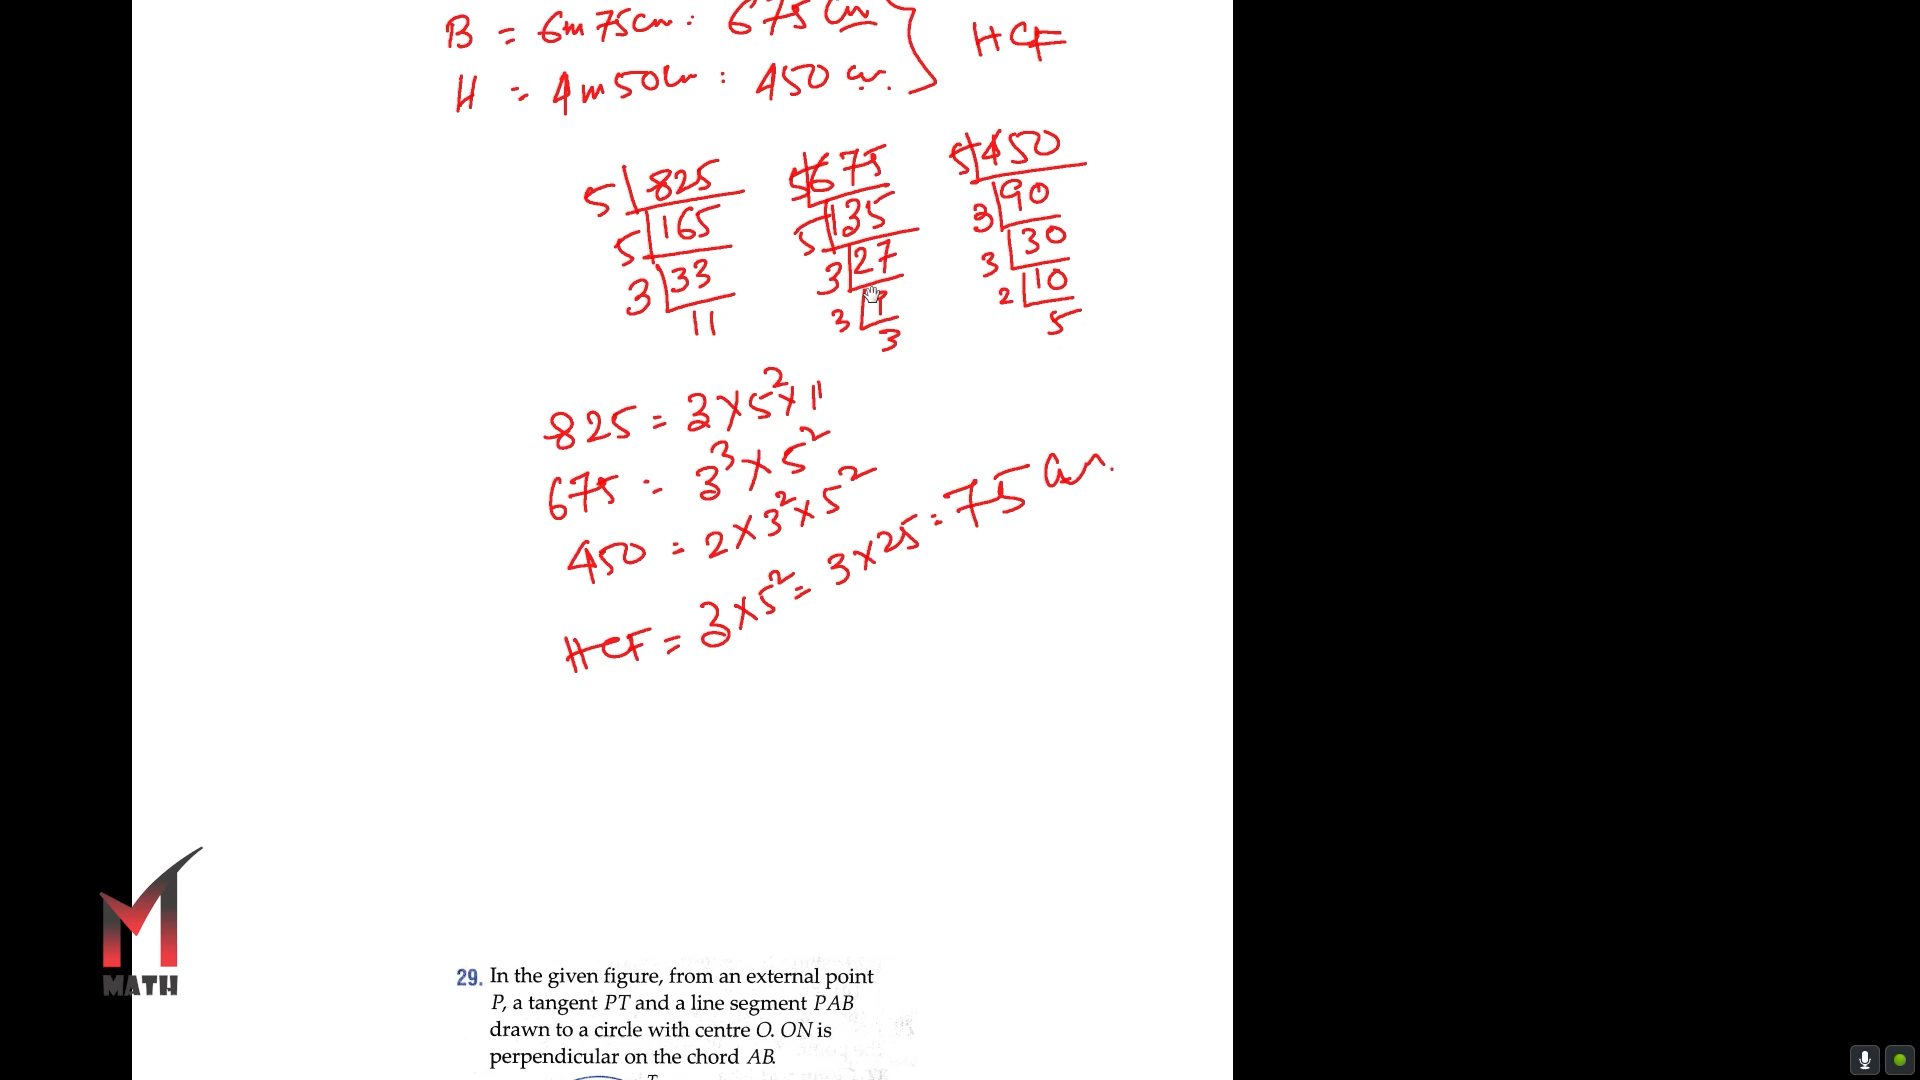 B = 6m 75cm : 675 cm
H = 4m 50cm : 450 cm.
HCF
5 825
5 165
3 33
11
5 675
5 135
3 27
3 9
3
5 450
3 90
3 30
2 10
5
825 = 3 × 5² × 11
675 = 3³ × 5²
450 = 2 × 3² × 5²
HCF = 3 × 5² = 3 × 25 = 75 cm.
MATH
29. In the given figure, from an external point
P, a tangent PT and a line segment PAB
drawn to a circle with centre O. ON is
perpendicular on the chord AB.
T